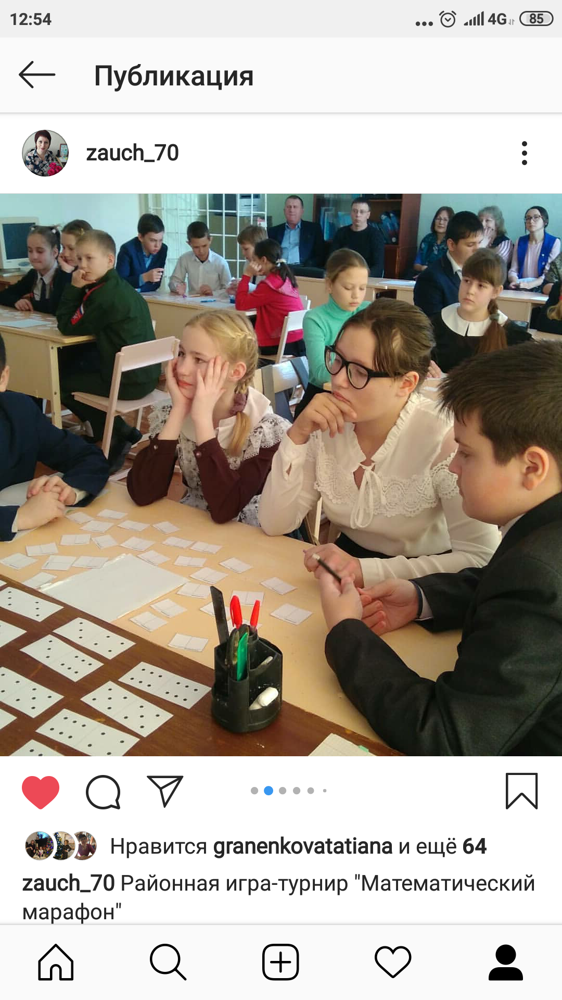 12:54
4G 85
Публикация
zauch_70
Нравится granenkovatatiana и ещё 64
zauch_70 Районная игра-турнир "Математический
марафон"